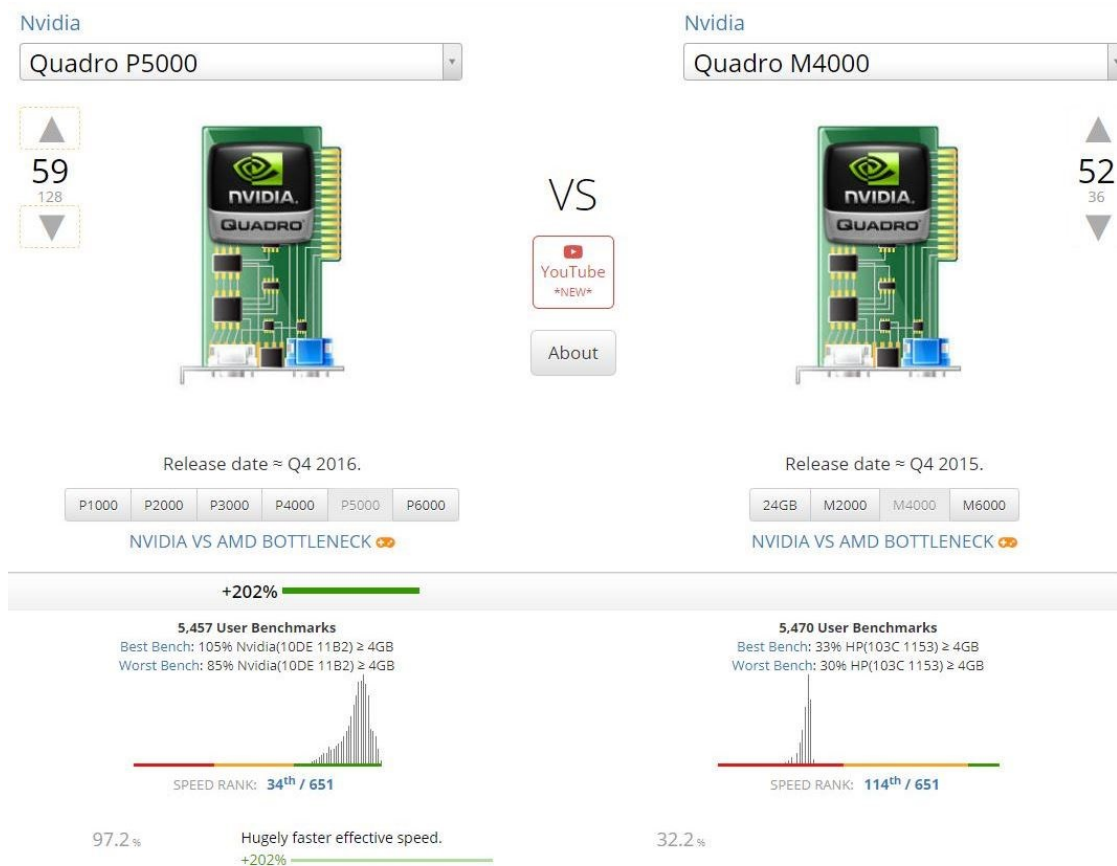 Nvidia
Quadro P5000
59
128
NVIDIA.
QUADRO
Release date ≈ Q4 2016.
P1000 P2000 P3000 P4000 P5000 P6000
NVIDIA VS AMD BOTTLENECK
VS
YouTube
*NEW*
About
Nvidia
Quadro M4000
52
36
NVIDIA.
QUADRO
Release date ≈ Q4 2015.
24GB M2000 M4000 M6000
NVIDIA VS AMD BOTTLENECK
+202%
5,457 User Benchmarks
Best Bench: 105% Nvidia(10DE 11B2) ≥ 4GB
Worst Bench: 85% Nvidia(10DE 11B2) ≥ 4GB
SPEED RANK: 34th / 651
5,470 User Benchmarks
Best Bench: 33% HP(103C 1153) ≥ 4GB
Worst Bench: 30% HP(103C 1153) ≥ 4GB
SPEED RANK: 114th / 651
97.2 %
Hugely faster effective speed.
+202%
32.2 %